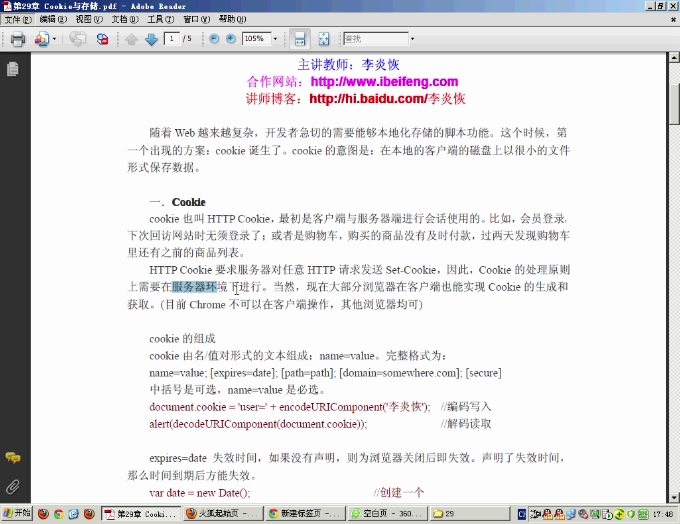 第29章 Cookie与存储.pdf - Adobe Reader
文件(F) 编辑(E) 视图(V) 文档(D) 工具(T) 窗口(W) 帮助(H)
1 / 5 105% 查找
主讲教师：李炎恢
合作网站：http://www.ibeifeng.com
讲师博客：http://hi.baidu.com/李炎恢
随着 Web 越来越复杂，开发者急切的需要能够本地化存储的脚本功能。这个时候，第
一个出现的方案：cookie 诞生了。cookie 的意图是：在本地的客户端的磁盘上以很小的文件
形式保存数据。
一．Cookie
cookie 也叫 HTTP Cookie，最初是客户端与服务器端进行会话使用的。比如，会员登录，
下次回访网站时无须登录了；或者是购物车，购买的商品没有及时付款，过两天发现购物车
里还有之前的商品列表。
HTTP Cookie 要求服务器对任意 HTTP 请求发送 Set-Cookie，因此，Cookie 的处理原则
上需要在服务器环境下进行。当然，现在大部分浏览器在客户端也能实现 Cookie 的生成和
获取。(目前 Chrome 不可以在客户端操作，其他浏览器均可)
cookie 的组成
cookie 由名/值对形式的文本组成：name=value。完整格式为：
name=value; [expires=date]; [path=path]; [domain=somewhere.com]; [secure]
中括号是可选，name=value 是必选。
document.cookie = 'user=' + encodeURIComponent('李炎恢'); //编码写入
alert(decodeURIComponent(document.cookie)); //解码读取
expires=date 失效时间，如果没有声明，则为浏览器关闭后即失效。声明了失效时间，
那么时间到期后方能失效。
var date = new Date(); //创建一个
开始 第29章 Cooki... 火狐起始页 - ... 新建标签页 - ... 空白页 - 360... 29 17:48